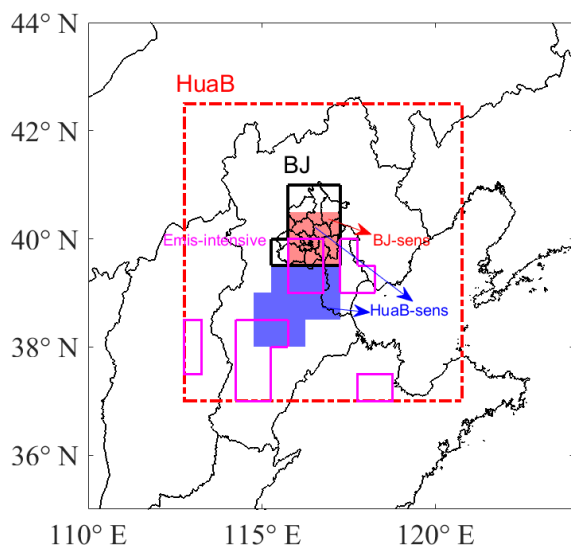 44° N
HuaB
42° N
BJ
40° N
Emis-intensive
BJ-sens
HuaB-sens
38° N
36° N
110° E
115° E
120° E